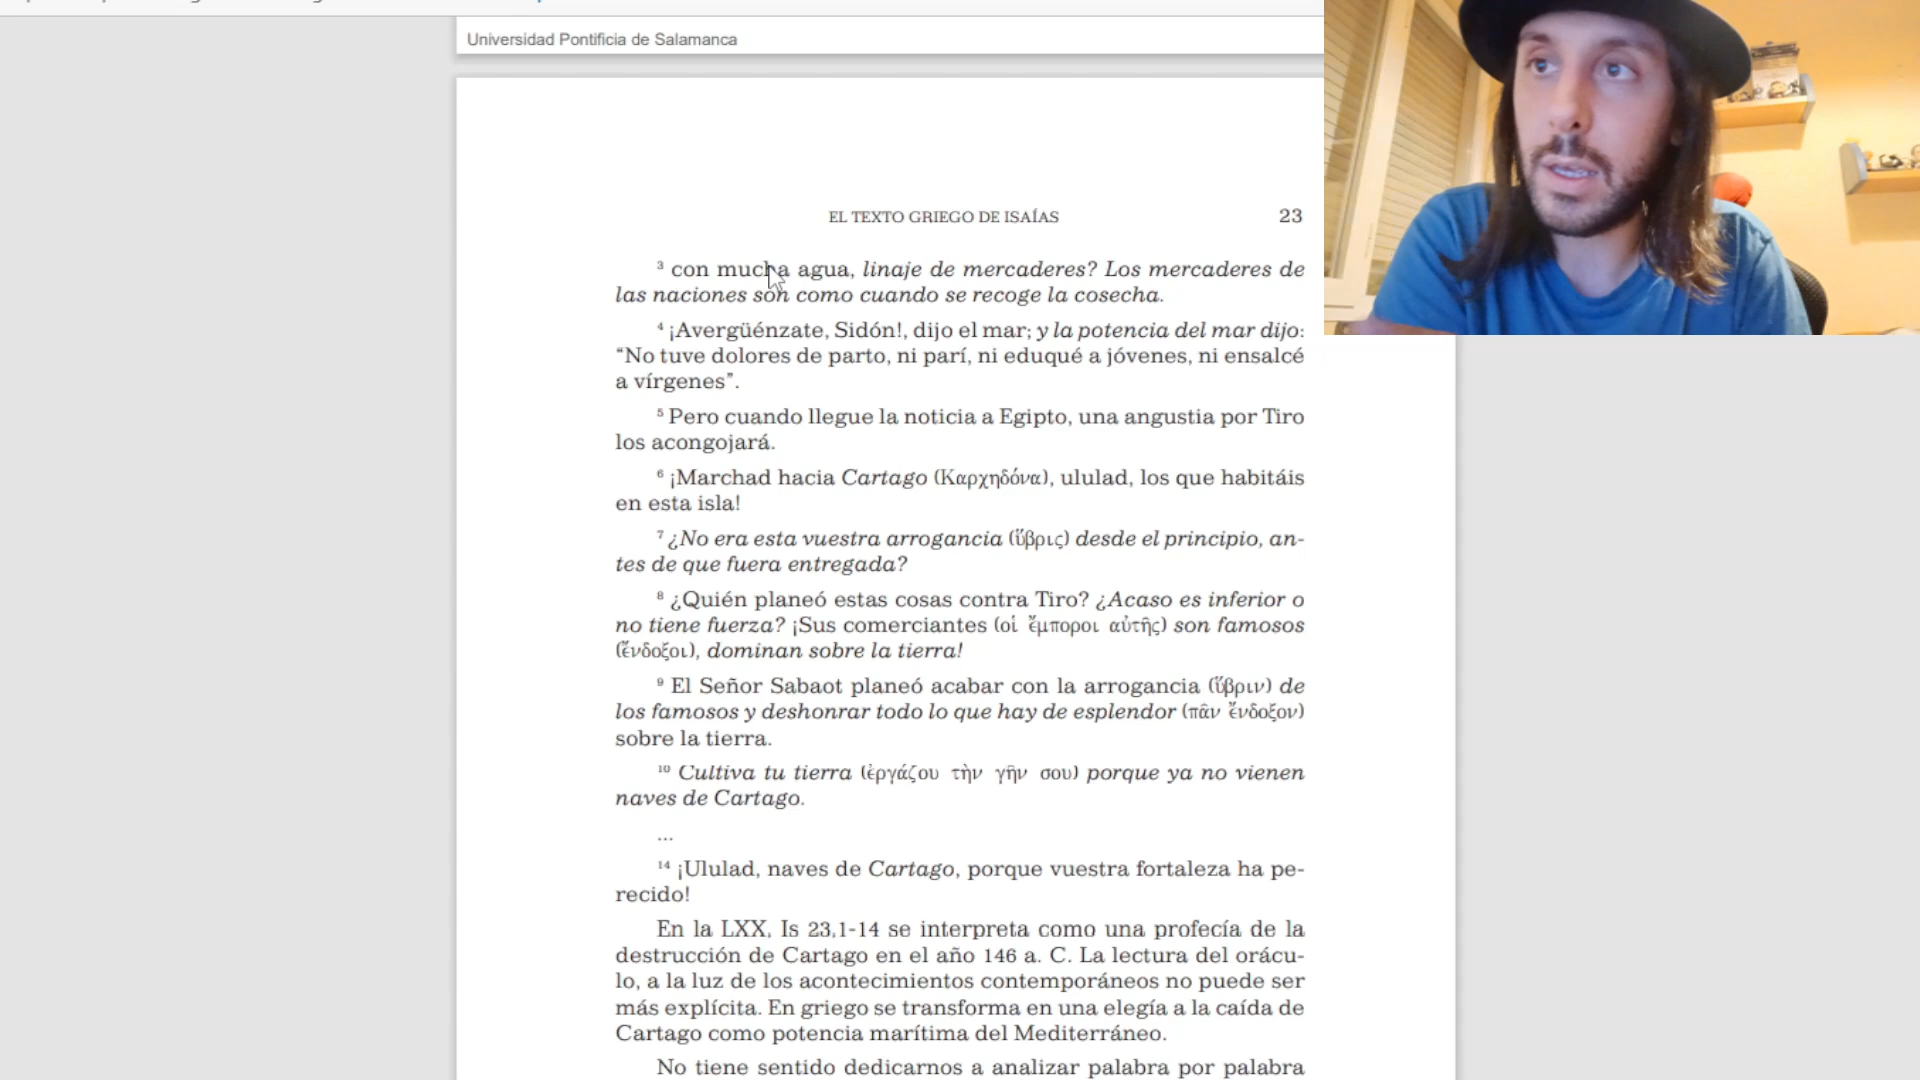 Universidad Pontificia de Salamanca
EL TEXTO GRIEGO DE ISAÍAS 23
³ con mucha agua, linaje de mercaderes? Los mercaderes de
las naciones son como cuando se recoge la cosecha.
⁴ ¡Avergüénzate, Sidón!, dijo el mar; y la potencia del mar dijo:
“No tuve dolores de parto, ni parí, ni eduqué a jóvenes, ni ensalcé
a vírgenes”.
⁵ Pero cuando llegue la noticia a Egipto, una angustia por Tiro
los acongojará.
⁶ ¡Marchad hacia Cartago (Καρχηδόνα), ululad, los que habitáis
en esta isla!
⁷ ¿No era esta vuestra arrogancia (ὕβρις) desde el principio, an-
tes de que fuera entregada?
⁸ ¿Quién planeó estas cosas contra Tiro? ¿Acaso es inferior o
no tiene fuerza? ¡Sus comerciantes (οἱ ἔμποροι αὐτῆς) son famosos
(ἔνδοξοι), dominan sobre la tierra!
⁹ El Señor Sabaot planeó acabar con la arrogancia (ὕβριν) de
los famosos y deshonrar todo lo que hay de esplendor (πᾶν ἔνδοξον)
sobre la tierra.
¹⁰ Cultiva tu tierra (ἐργάζου τὴν γῆν σου) porque ya no vienen
naves de Cartago.
...
¹⁴ ¡Ululad, naves de Cartago, porque vuestra fortaleza ha pe-
recido!
En la LXX, Is 23,1-14 se interpreta como una profecía de la
destrucción de Cartago en el año 146 a. C. La lectura del orácu-
lo, a la luz de los acontecimientos contemporáneos no puede ser
más explícita. En griego se transforma en una elegía a la caída de
Cartago como potencia marítima del Mediterráneo.
No tiene sentido dedicarnos a analizar palabra por palabra